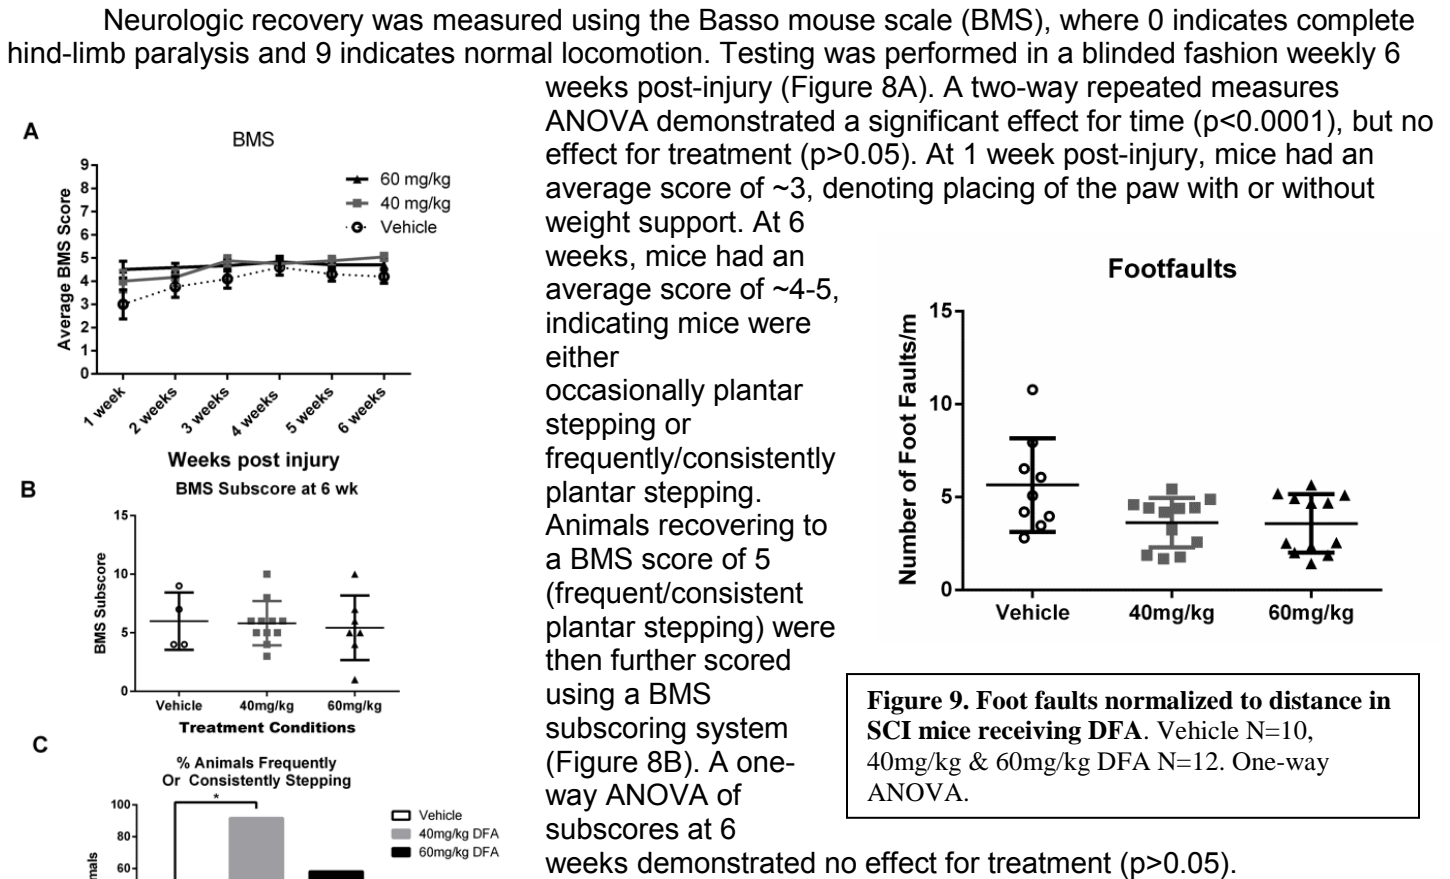 Neurologic recovery was measured using the Basso mouse scale (BMS), where 0 indicates complete
hind-limb paralysis and 9 indicates normal locomotion. Testing was performed in a blinded fashion weekly 6
weeks post-injury (Figure 8A). A two-way repeated measures
ANOVA demonstrated a significant effect for time (p<0.0001), but no
effect for treatment (p>0.05). At 1 week post-injury, mice had an
average score of ~3, denoting placing of the paw with or without
weight support. At 6
weeks, mice had an
average score of ~4-5,
indicating mice were
either
occasionally plantar
stepping or
frequently/consistently
plantar stepping.
Animals recovering to
a BMS score of 5
(frequent/consistent
plantar stepping) were
then further scored
using a BMS
subscoring system
(Figure 8B). A one-
way ANOVA of
subscores at 6
weeks demonstrated no effect for treatment (p>0.05).
A
BMS
9
8
7
6
5
4
3
2
1
0
Average BMS Score
60 mg/kg
40 mg/kg
Vehicle
1 week
2 weeks
3 weeks
4 weeks
5 weeks
6 weeks
Weeks post injury
B
BMS Subscore at 6 wk
15
10
5
0
BMS Subscore
Vehicle
40mg/kg
60mg/kg
Treatment Conditions
C
% Animals Frequently
Or Consistently Stepping
100
80
60
*
Vehicle
40mg/kg DFA
60mg/kg DFA
Footfaults
15
10
5
0
Number of Foot Faults/m
Vehicle
40mg/kg
60mg/kg
Figure 9. Foot faults normalized to distance in
SCI mice receiving DFA. Vehicle N=10,
40mg/kg & 60mg/kg DFA N=12. One-way
ANOVA.